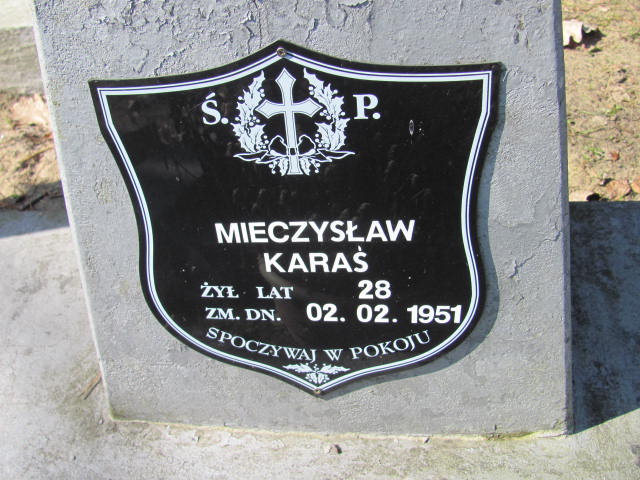 Ś. P.
MIECZYSŁAW
KARAŚ
ŻYŁ LAT 28
ZM. DN. 02. 02. 1951
SPOCZYWAJ W POKOJU